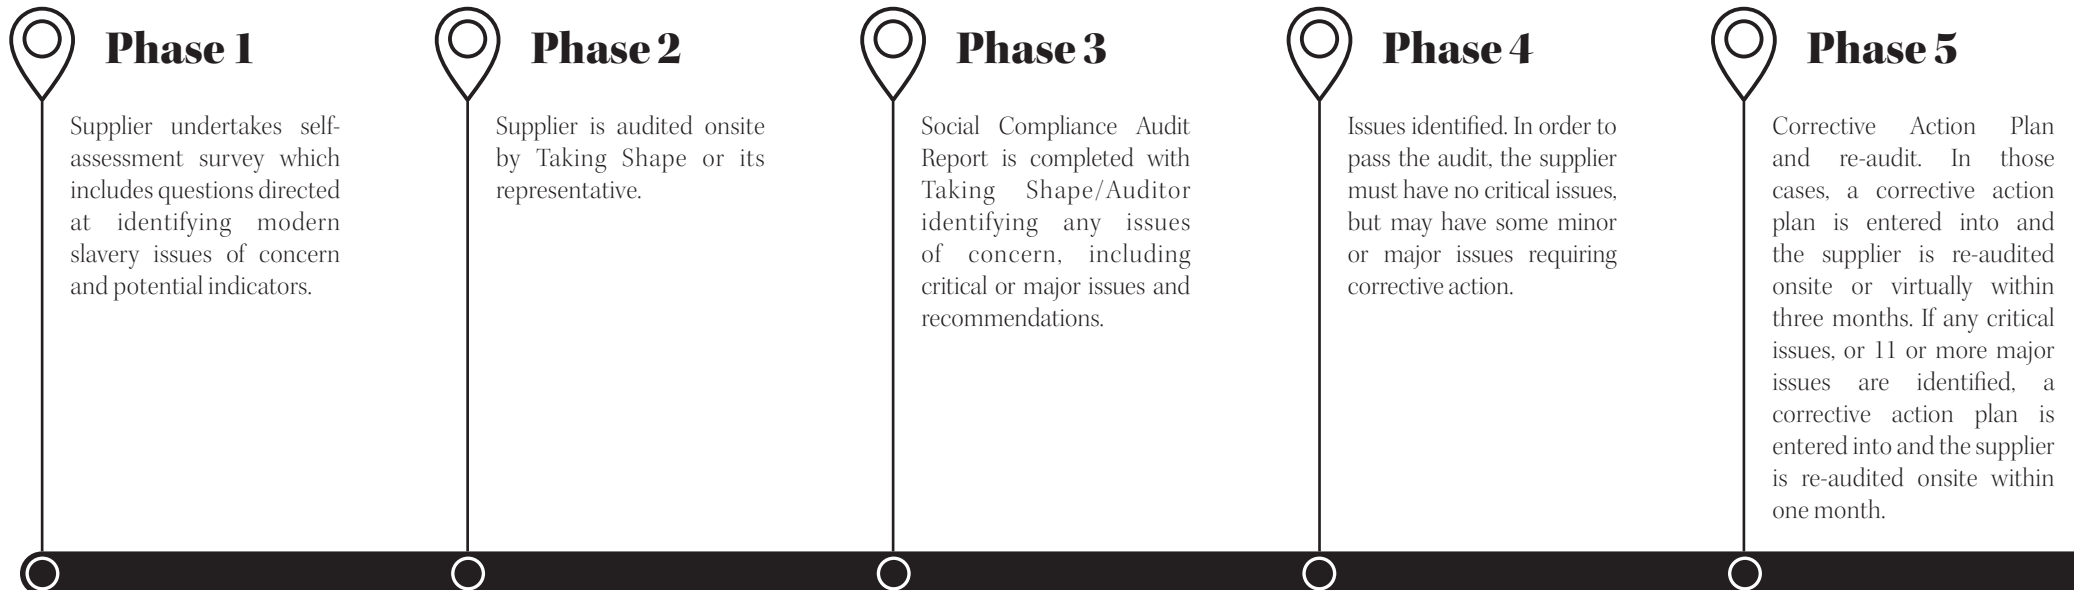 Phase 1
Supplier undertakes self-
assessment survey which
includes questions directed
at identifying modern
slavery issues of concern
and potential indicators.
Phase 2
Supplier is audited onsite
by Taking Shape or its
representative.
Phase 3
Social Compliance Audit
Report is completed with
Taking Shape/Auditor
identifying any issues
of concern, including
critical or major issues and
recommendations.
Phase 4
Issues identified. In order to
pass the audit, the supplier
must have no critical issues,
but may have some minor
or major issues requiring
corrective action.
Phase 5
Corrective Action Plan
and re-audit. In those
cases, a corrective action
plan is entered into and
the supplier is re-audited
onsite or virtually within
three months. If any critical
issues, or 11 or more major
issues are identified, a
corrective action plan is
entered into and the supplier
is re-audited onsite within
one month.